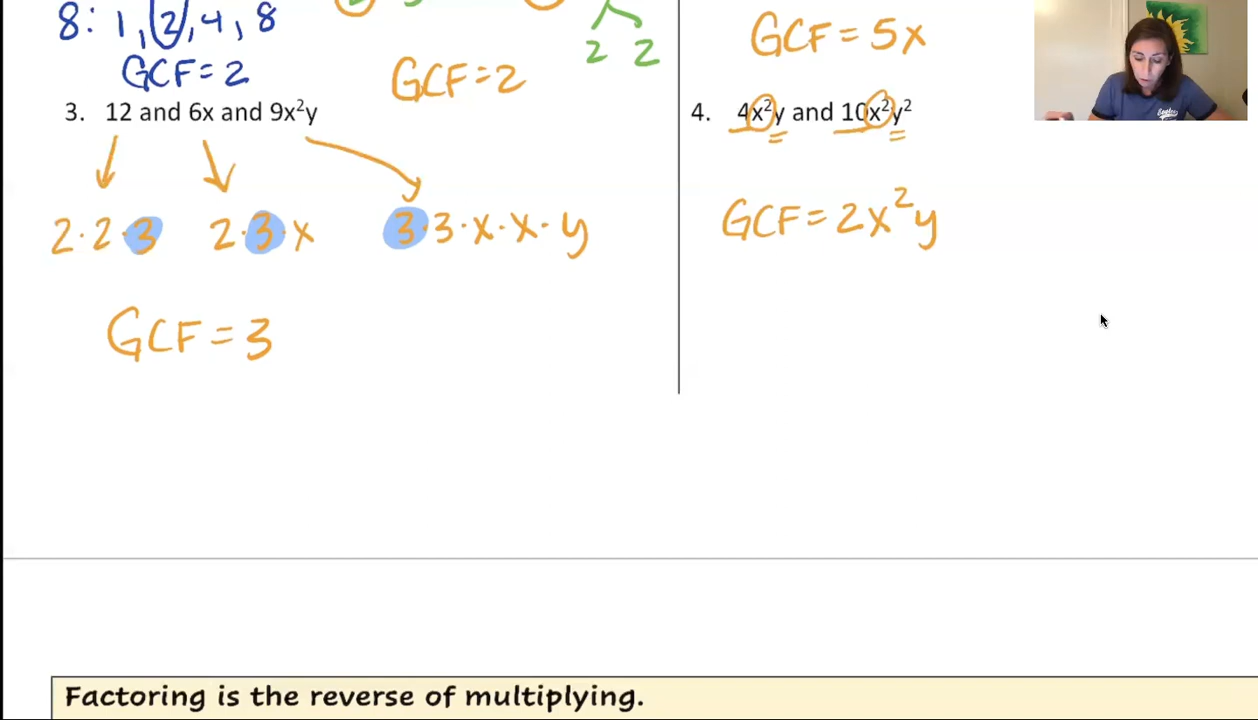 8: 1, 2, 4, 8
GCF = 2
2 2
GCF = 2
3. 12 and 6x and 9x²y
2·2·3 2·3·x 3·3·x·x·y
GCF = 3
GCF = 5x
4. 4x²y and 10x²y²
GCF = 2x²y
Factoring is the reverse of multiplying.